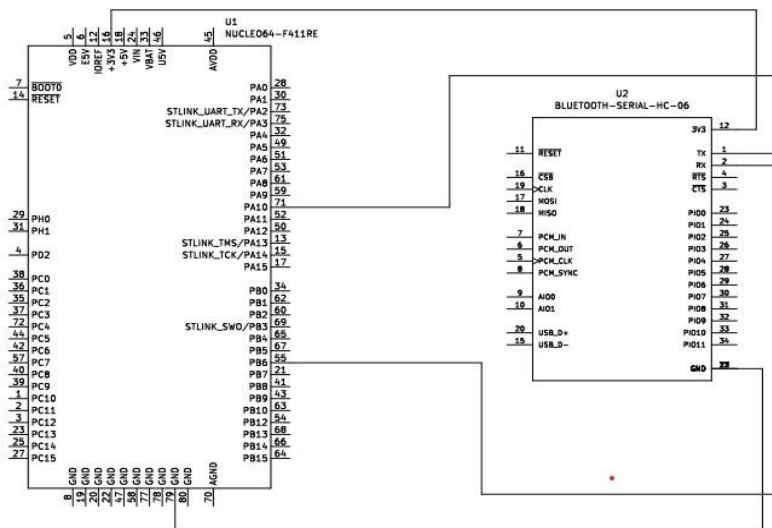 U1
NUCLEO64-F411RE
5 VDD
6 E5V
12 IOREF
16 +3V3
18 +5V
24 VIN
33 VBAT
46 U5V
45 AVDD
7 BOOT0
14 RESET
29 PH0
31 PH1
4 PD2
38 PC0
36 PC1
35 PC2
37 PC3
72 PC4
44 PC5
42 PC6
57 PC7
40 PC8
39 PC9
1 PC10
2 PC11
3 PC12
23 PC13
25 PC14
27 PC15
PA0 28
PA1 30
STLINK_UART_TX/PA2 73
STLINK_UART_RX/PA3 75
PA4 32
PA5 49
PA6 51
PA7 53
PA8 61
PA9 59
PA10 71
PA11 52
PA12 50
STLINK_TMS/PA13 13
STLINK_TCK/PA14 15
PA15 17
PB0 34
PB1 62
PB2 60
STLINK_SWO/PB3 69
PB4 65
PB5 67
PB6 55
PB7 21
PB8 41
PB9 43
PB10 63
PB12 54
PB13 68
PB14 66
PB15 64
8 GND
19 GND
20 GND
22 GND
47 GND
58 GND
77 GND
78 GND
79 GND
80 GND
70 AGND
U2
BLUETOOTH-SERIAL-HC-06
11 RESET
16 CSB
19 CLK
17 MOSI
18 MISO
7 PCM_IN
6 PCM_OUT
5 PCM_CLK
8 PCM_SYNC
9 AIO0
10 AIO1
20 USB_D+
15 USB_D-
3V3 12
TX 1
RX 2
RTS 4
CTS 3
PIO0 23
PIO1 24
PIO2 25
PIO3 26
PIO4 27
PIO5 28
PIO6 29
PIO7 30
PIO8 31
PIO9 32
PIO10 33
PIO11 34
GND